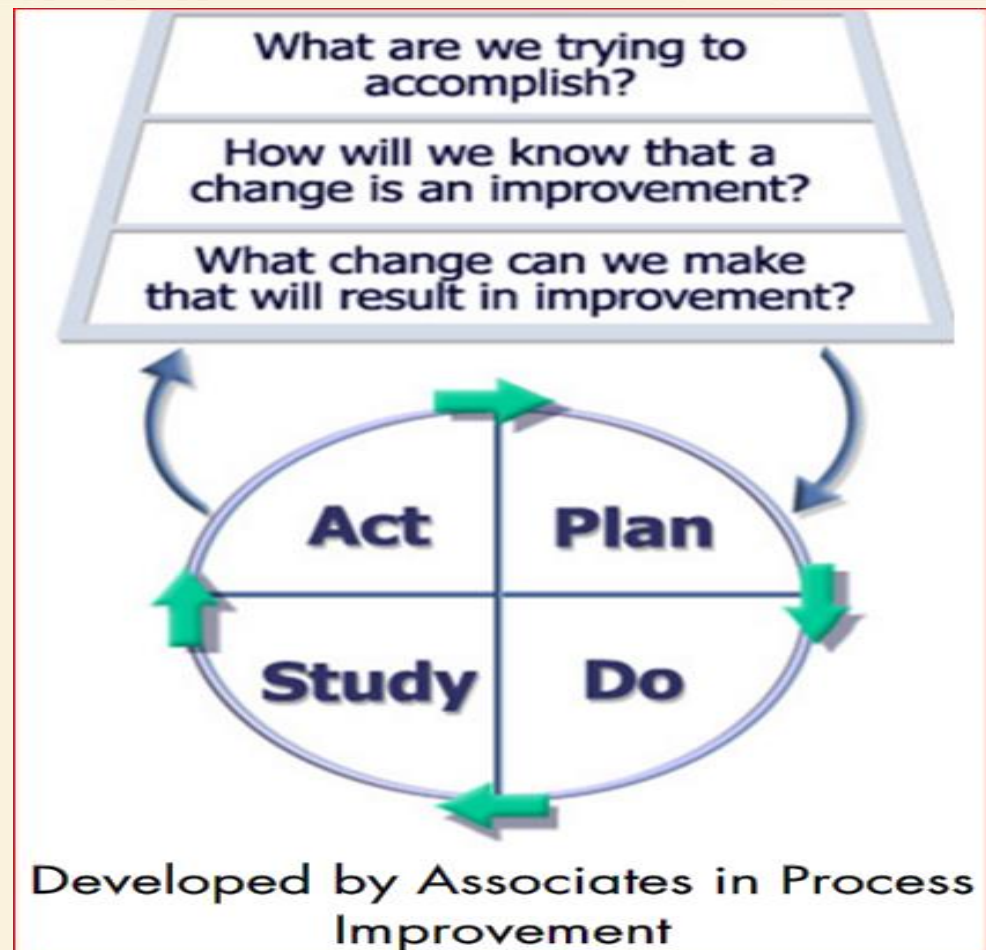 What are we trying to
accomplish?
How will we know that a
change is an improvement?
What change can we make
that will result in improvement?
Act
Plan
Study
Do
Developed by Associates in Process
Improvement